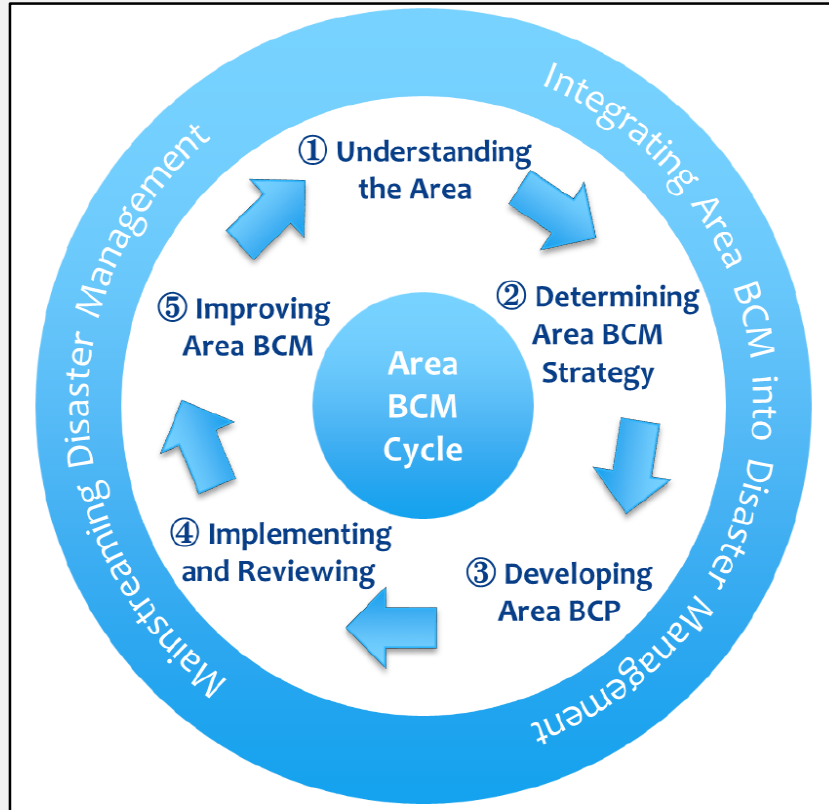 Mainstreaming Disaster Management
Integrating Area BCM into Disaster Management
① Understanding
the Area
② Determining
Area BCM
Strategy
③ Developing
Area BCP
④ Implementing
and Reviewing
⑤ Improving
Area BCM
Area
BCM
Cycle